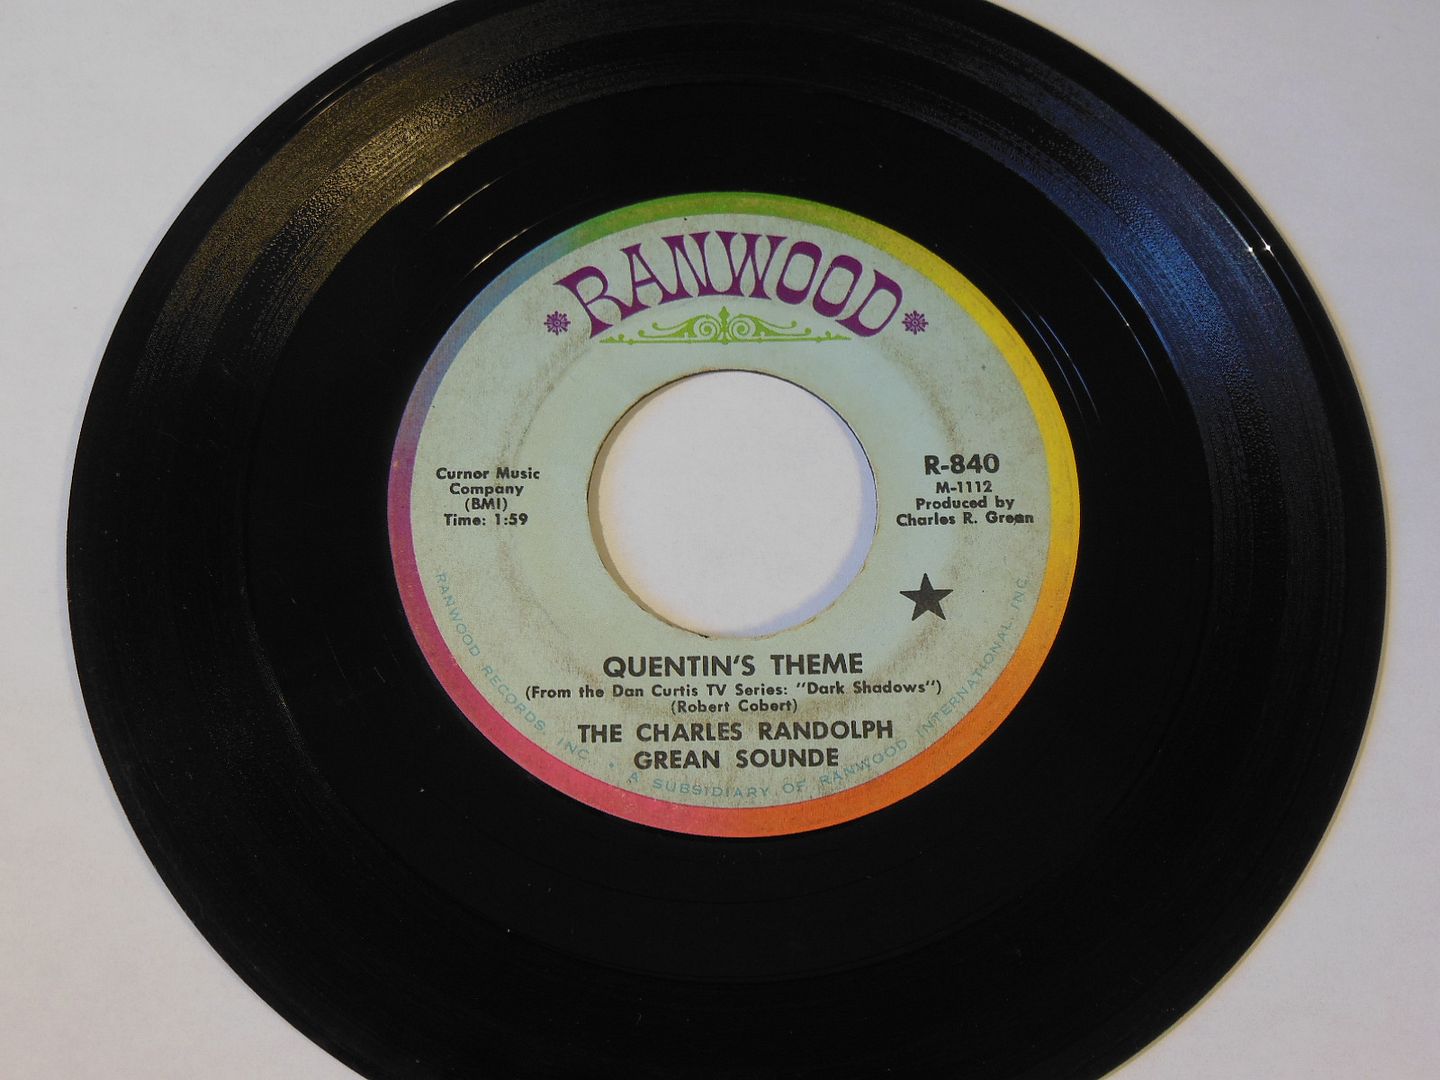 RANWOOD
Curnor Music
Company
(BMI)
Time: 1:59
R-840
M-1112
Produced by
Charles R. Grean
QUENTIN'S THEME
(From the Dan Curtis TV Series: "Dark Shadows")
(Robert Cobert)
THE CHARLES RANDOLPH
GREAN SOUNDE
RANWOOD RECORDS, INC. • A SUBSIDIARY OF RANWOOD INTERNATIONAL, INC.